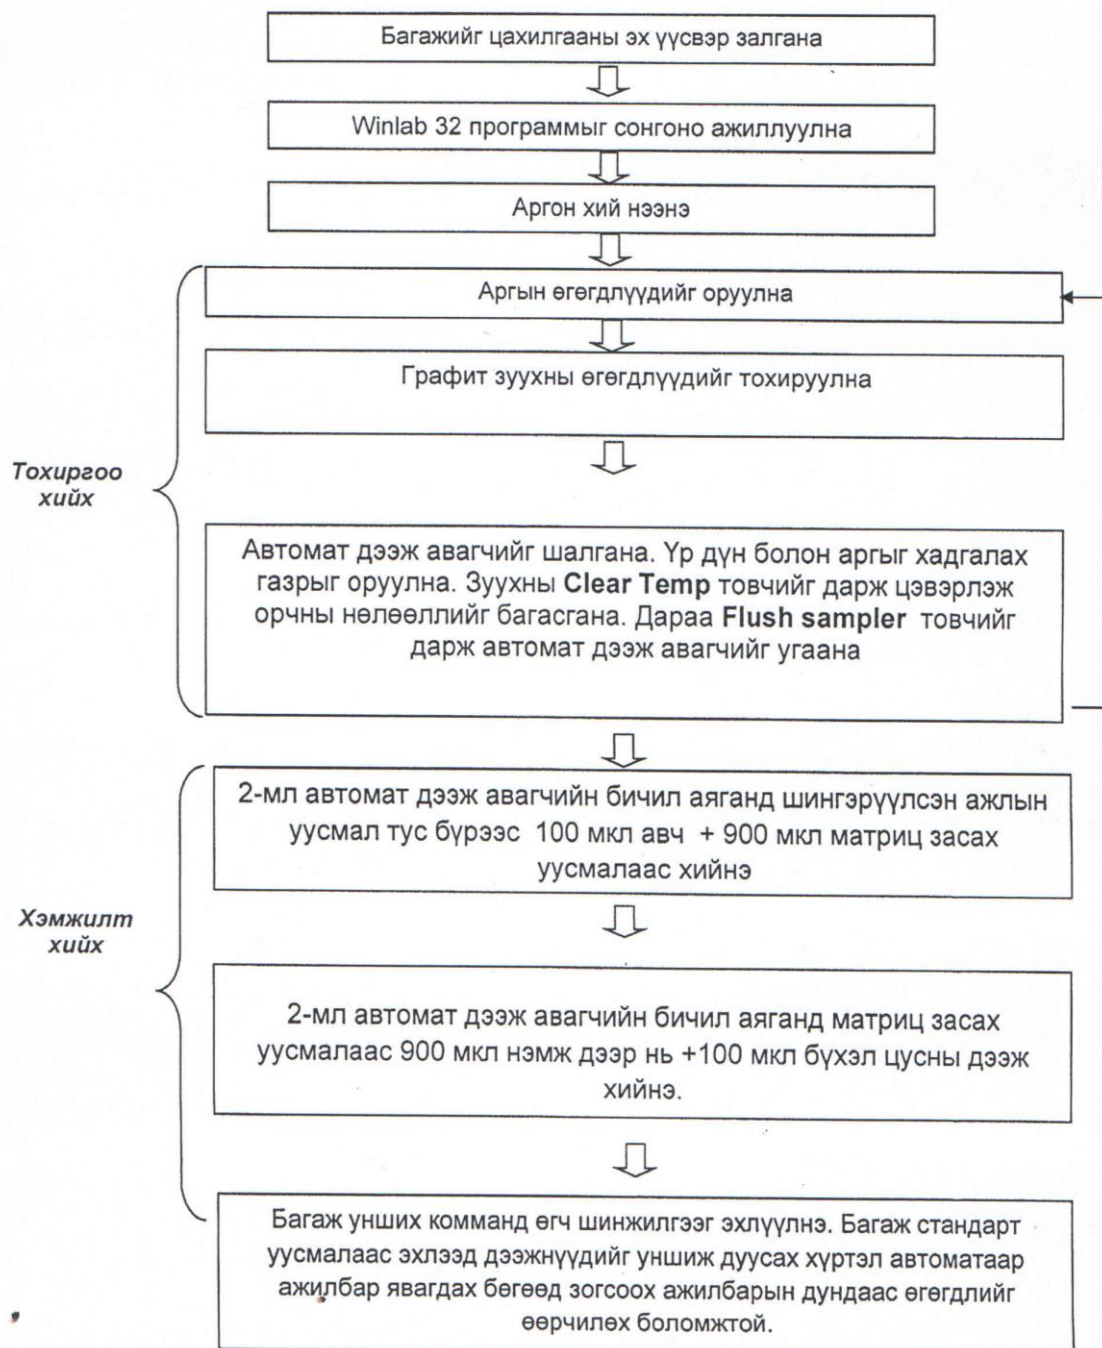 Багажийг цахилгааны эх үүсвэр залгана
Winlab 32 программыг сонгоно ажиллуулна
Аргон хий нээнэ
Аргын өгөгдлүүдийг оруулна
Графит зуухны өгөгдлүүдийг тохируулна
Тохиргоо
хийх
Автомат дээж авагчийг шалгана. Үр дүн болон аргыг хадгалах
газрыг оруулна. Зуухны Clear Temp товчийг дарж цэвэрлэж
орчны нөлөөллийг багасгана. Дараа Flush sampler товчийг
дарж автомат дээж авагчийг угаана
2-мл автомат дээж авагчийн бичил аяганд шингэрүүлсэн ажлын
уусмал тус бүрээс 100 мкл авч + 900 мкл матриц засах
уусмалаас хийнэ
Хэмжилт
хийх
2-мл автомат дээж авагчийн бичил аяганд матриц засах
уусмалаас 900 мкл нэмж дээр нь +100 мкл бүхэл цусны дээж
хийнэ.
Багаж унших комманд өгч шинжилгээг эхлүүлнэ. Багаж стандарт
уусмалаас эхлээд дээжнүүдийг уншиж дуусах хүртэл автоматаар
ажилбар явагдах бөгөөд зогсоох ажилбарын дундаас өгөгдлийг
өөрчилөх боломжтой.